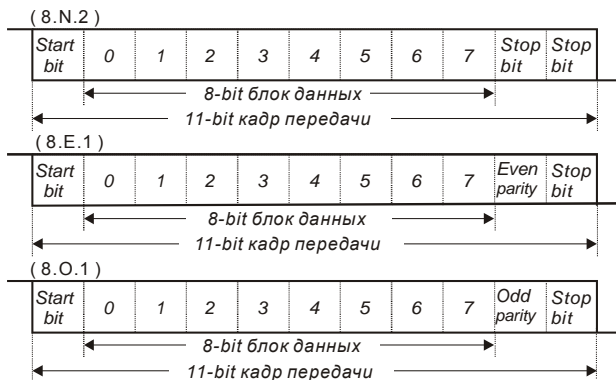 (8.N.2)
Start bit 0 1 2 3 4 5 6 7 Stop bit Stop bit
8-bit блок данных
11-bit кадр передачи
(8.E.1)
Start bit 0 1 2 3 4 5 6 7 Even parity Stop bit
8-bit блок данных
11-bit кадр передачи
(8.O.1)
Start bit 0 1 2 3 4 5 6 7 Odd parity Stop bit
8-bit блок данных
11-bit кадр передачи